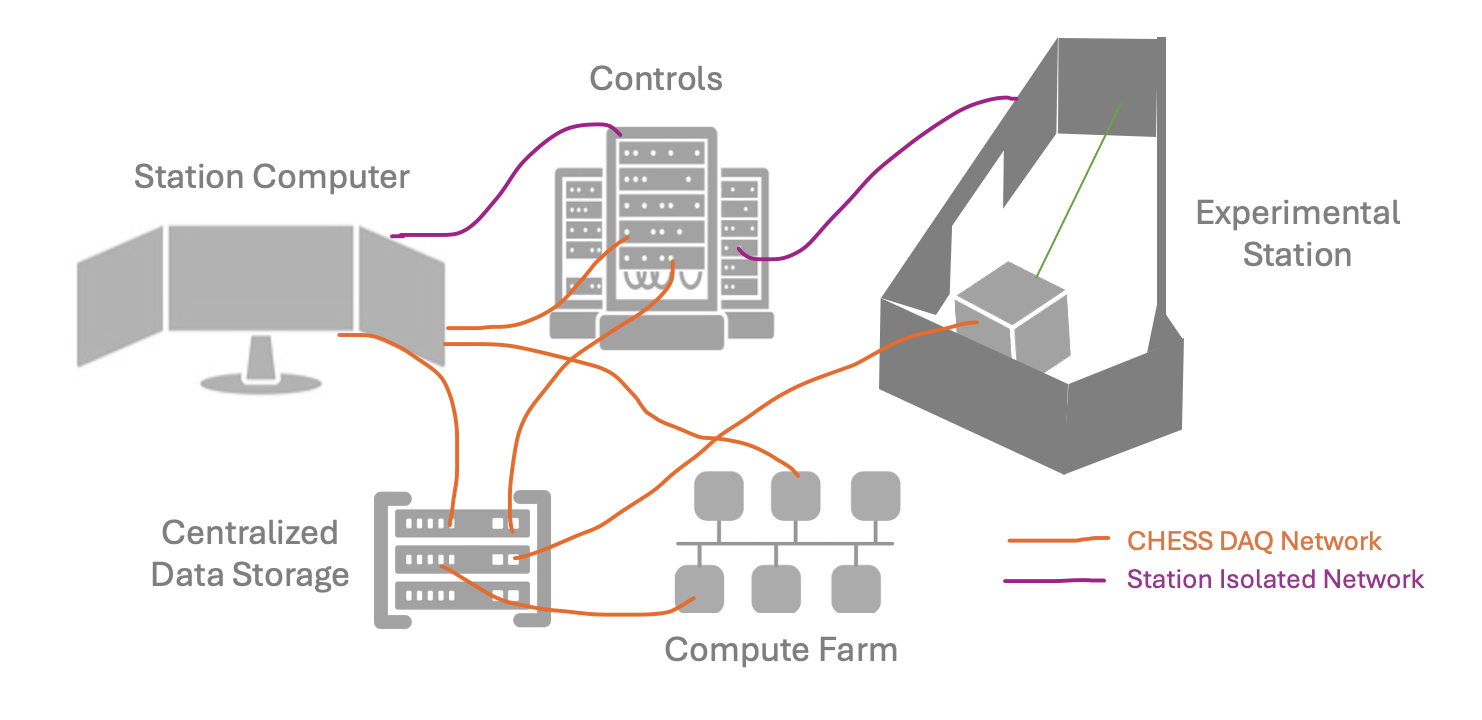 Controls
Station Computer
Experimental
Station
Centralized
Data Storage
CHESS DAQ Network
Station Isolated Network
Compute Farm